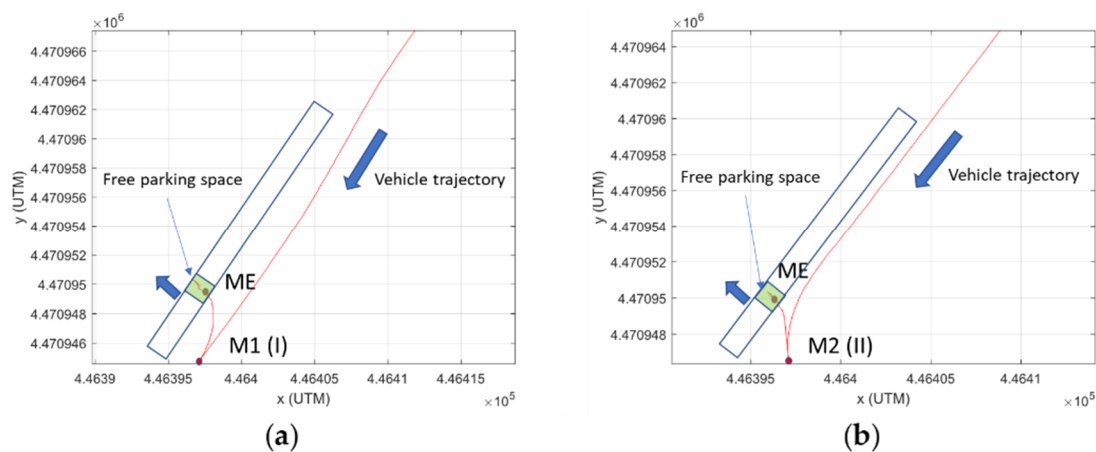 ×10⁶
4.470966
4.470964
4.470962
4.47096
4.470958
4.470956
4.470954
4.470952
4.47095
4.470948
4.470946
y (UTM)
Free parking space
Vehicle trajectory
ME
M1 (I)
4.4639 4.46395 4.464 4.46405 4.4641 4.46415
x (UTM)
×10⁵
(a)
×10⁶
4.470964
4.470962
4.47096
4.470958
4.470956
4.470954
4.470952
4.47095
4.470948
y (UTM)
Free parking space
Vehicle trajectory
ME
M2 (II)
4.46395 4.464 4.46405 4.4641
x (UTM)
×10⁵
(b)